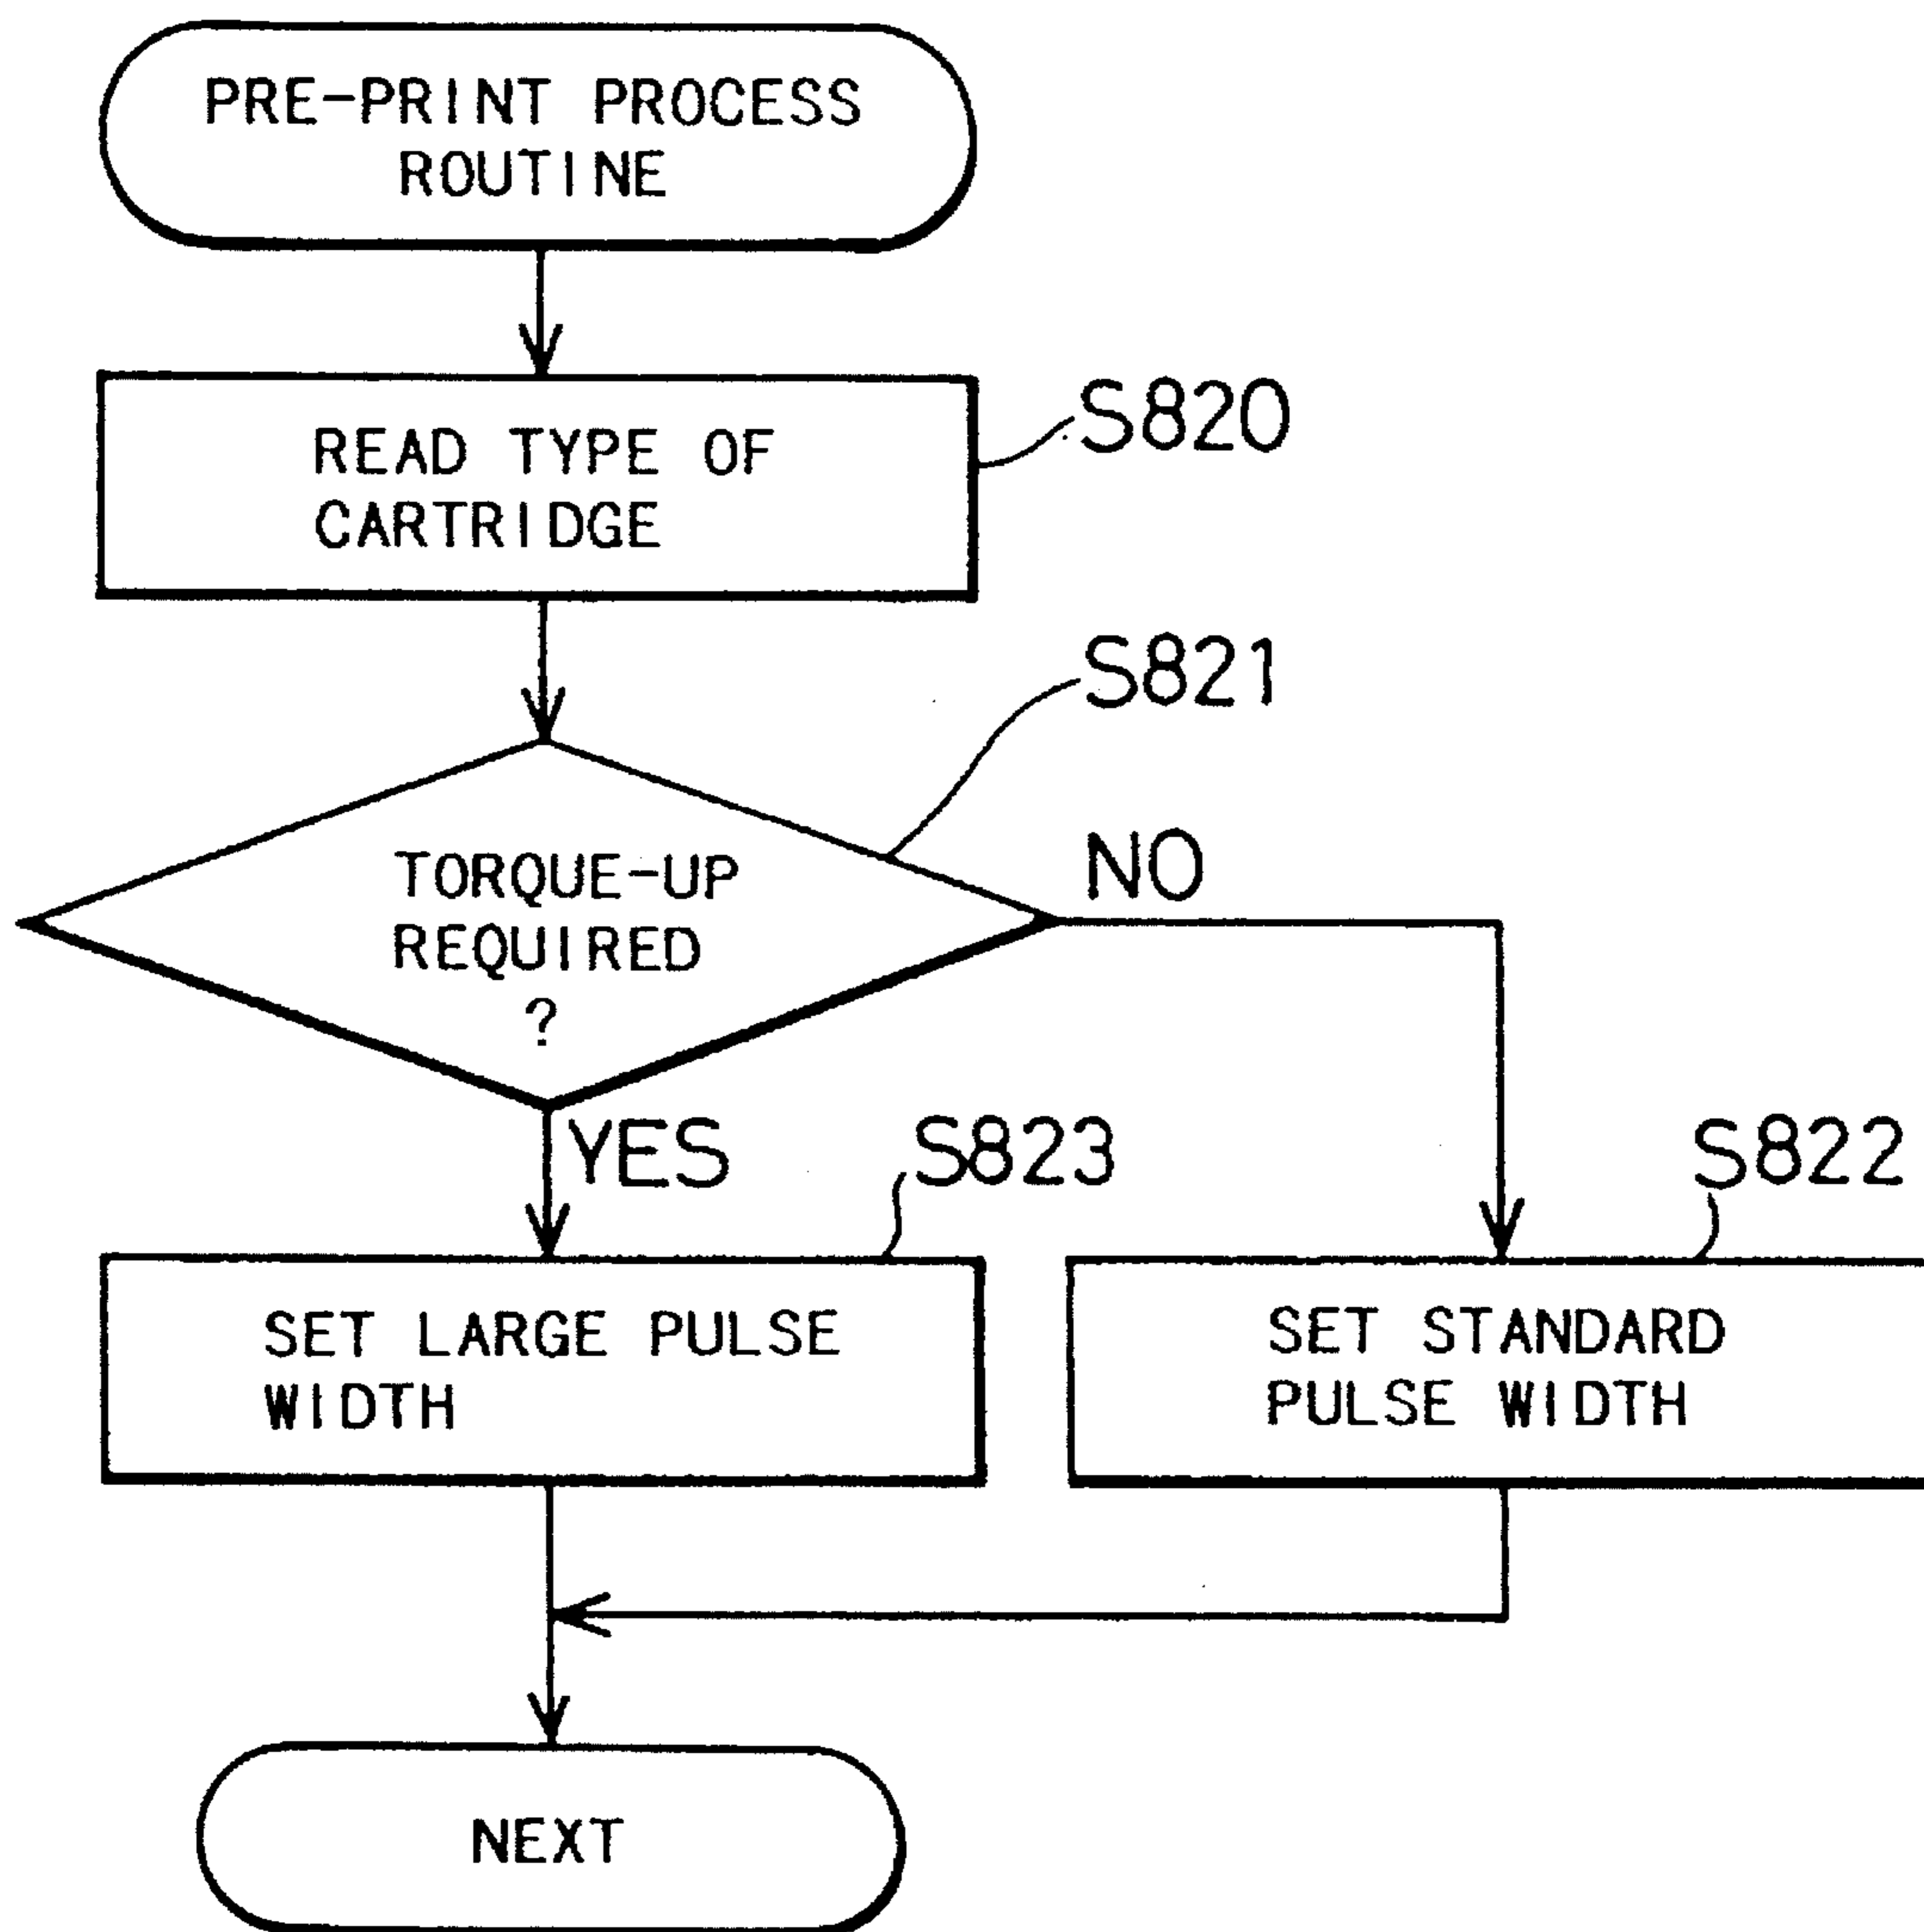 PRE-PRINT PROCESS
ROUTINE
READ TYPE OF
CARTRIDGE
S820
S821
TORQUE-UP
REQUIRED
?
NO
YES
S823
S822
SET LARGE PULSE
WIDTH
SET STANDARD
PULSE WIDTH
NEXT